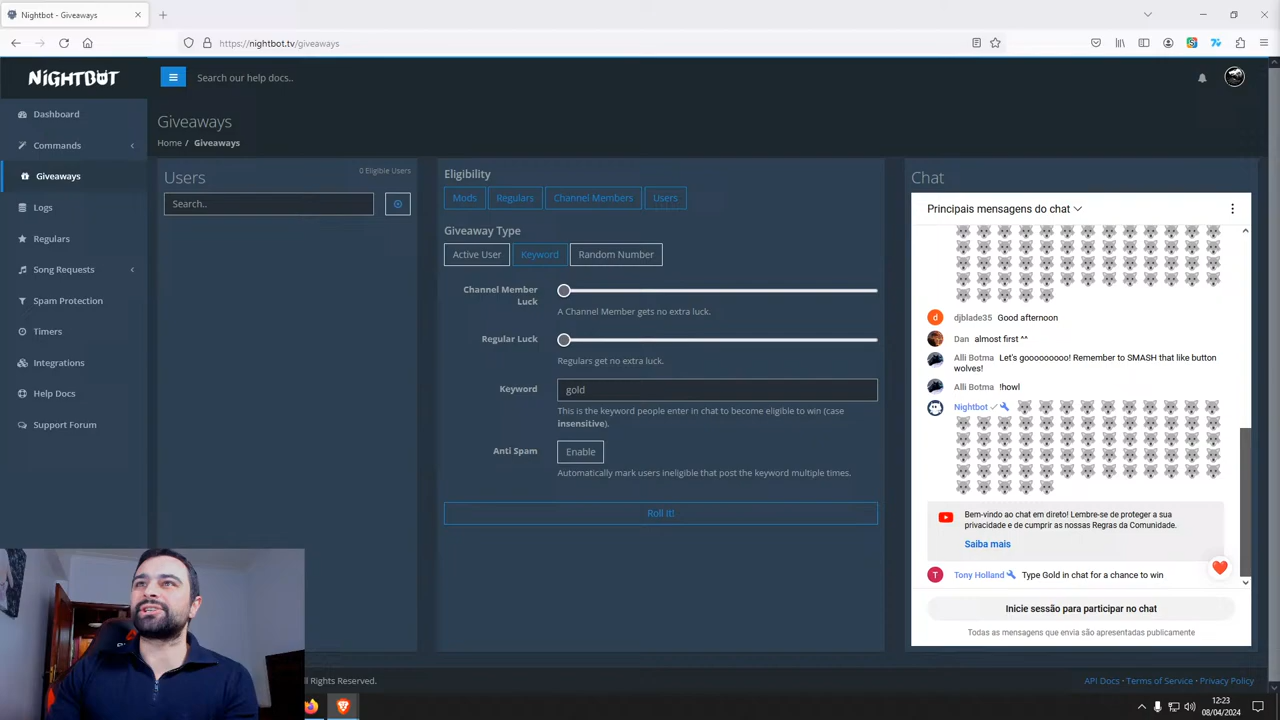 Nightbot - Giveaways
https://nightbot.tv/giveaways
NIGHTBOT
Search our help docs..
Dashboard
Commands
Giveaways
Logs
Regulars
Song Requests
Spam Protection
Timers
Integrations
Help Docs
Support Forum
Giveaways
Home / Giveaways
Users
0 Eligible Users
Search..
Eligibility
Mods
Regulars
Channel Members
Users
Giveaway Type
Active User
Keyword
Random Number
Channel Member
Luck
A Channel Member gets no extra luck.
Regular Luck
Regulars get no extra luck.
Keyword
gold
This is the keyword people enter in chat to become eligible to win (case
insensitive).
Anti Spam
Enable
Automatically mark users ineligible that post the keyword multiple times.
Roll It!
Chat
Principais mensagens do chat
d djblade35 Good afternoon
Dan almost first ^^
Alli Botma Let's gooooooooo! Remember to SMASH that like button
wolves!
Alli Botma !howl
Nightbot
Bem-vindo ao chat em direto! Lembre-se de proteger a sua
privacidade e de cumprir as nossas Regras da Comunidade.
Saiba mais
T Tony Holland Type Gold in chat for a chance to win
Inicie sessão para participar no chat
Todas as mensagens que envia são apresentadas publicamente
ll Rights Reserved.
API Docs - Terms of Service - Privacy Policy
12:23
08/04/2024